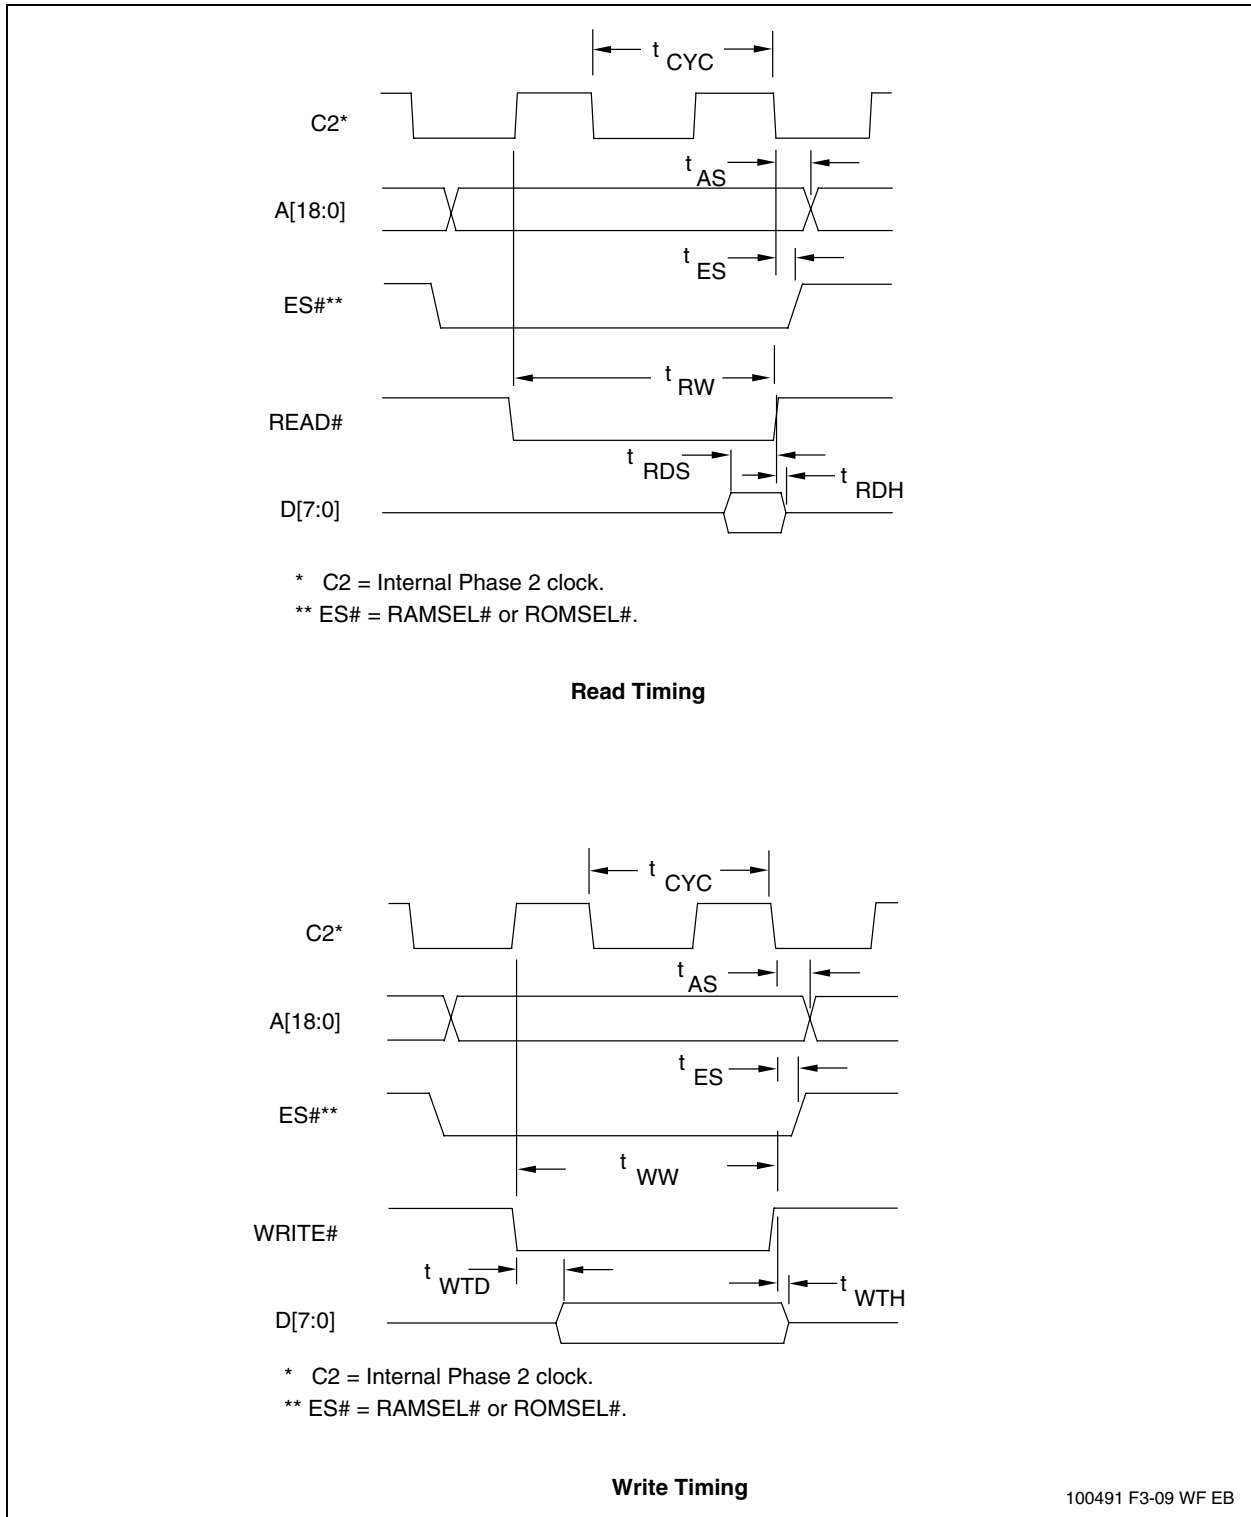 t CYC
C2*
t AS
A[18:0]
t ES
ES#**
t RW
READ#
t RDS
t RDH
D[7:0]
* C2 = Internal Phase 2 clock.
** ES# = RAMSEL# or ROMSEL#.
Read Timing
t CYC
C2*
t AS
A[18:0]
t ES
ES#**
t WW
WRITE#
t WTD
t WTH
D[7:0]
* C2 = Internal Phase 2 clock.
** ES# = RAMSEL# or ROMSEL#.
Write Timing
100491 F3-09 WF EB